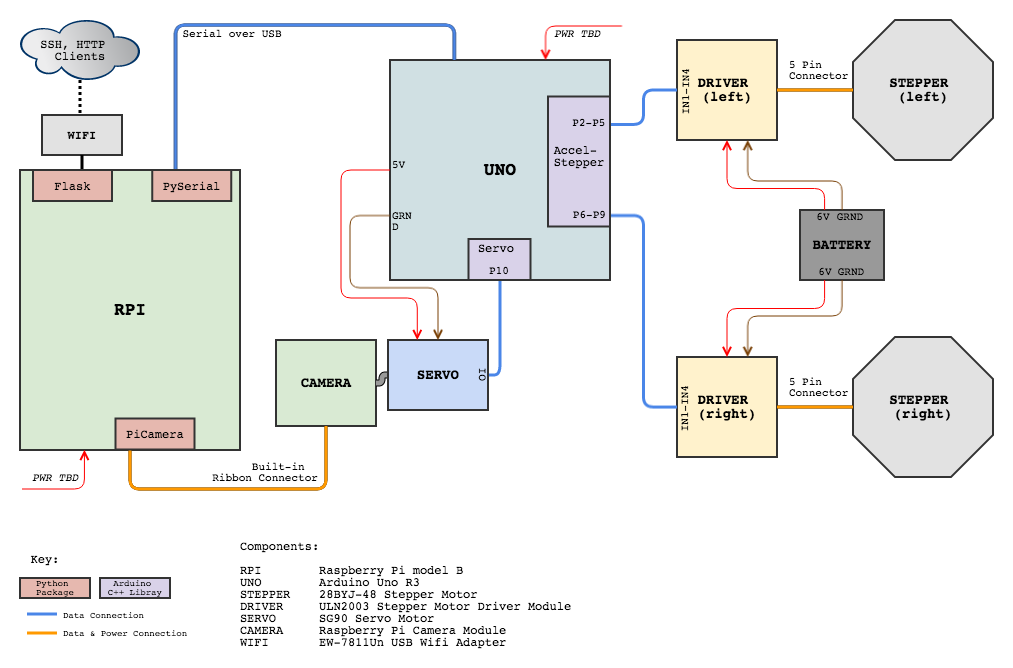 SSH, HTTP
Clients
Serial over USB
PWR TBD
WIFI
Flask
PySerial
RPI
PiCamera
PWR TBD
Built-in
Ribbon Connector
UNO
5V
GRN
D
P2-P5
Accel-
Stepper
P6-P9
Servo
P10
CAMERA
SERVO
IO
IN1-IN4
DRIVER
(left)
5 Pin
Connector
STEPPER
(left)
6V GRND
BATTERY
6V GRND
IN1-IN4
DRIVER
(right)
5 Pin
Connector
STEPPER
(right)
Key:
Python
Package
Arduino
C++ Libray
Data Connection
Data & Power Connection
Components:
RPI Raspberry Pi model B
UNO Arduino Uno R3
STEPPER 28BYJ-48 Stepper Motor
DRIVER ULN2003 Stepper Motor Driver Module
SERVO SG90 Servo Motor
CAMERA Raspberry Pi Camera Module
WIFI EW-7811Un USB Wifi Adapter